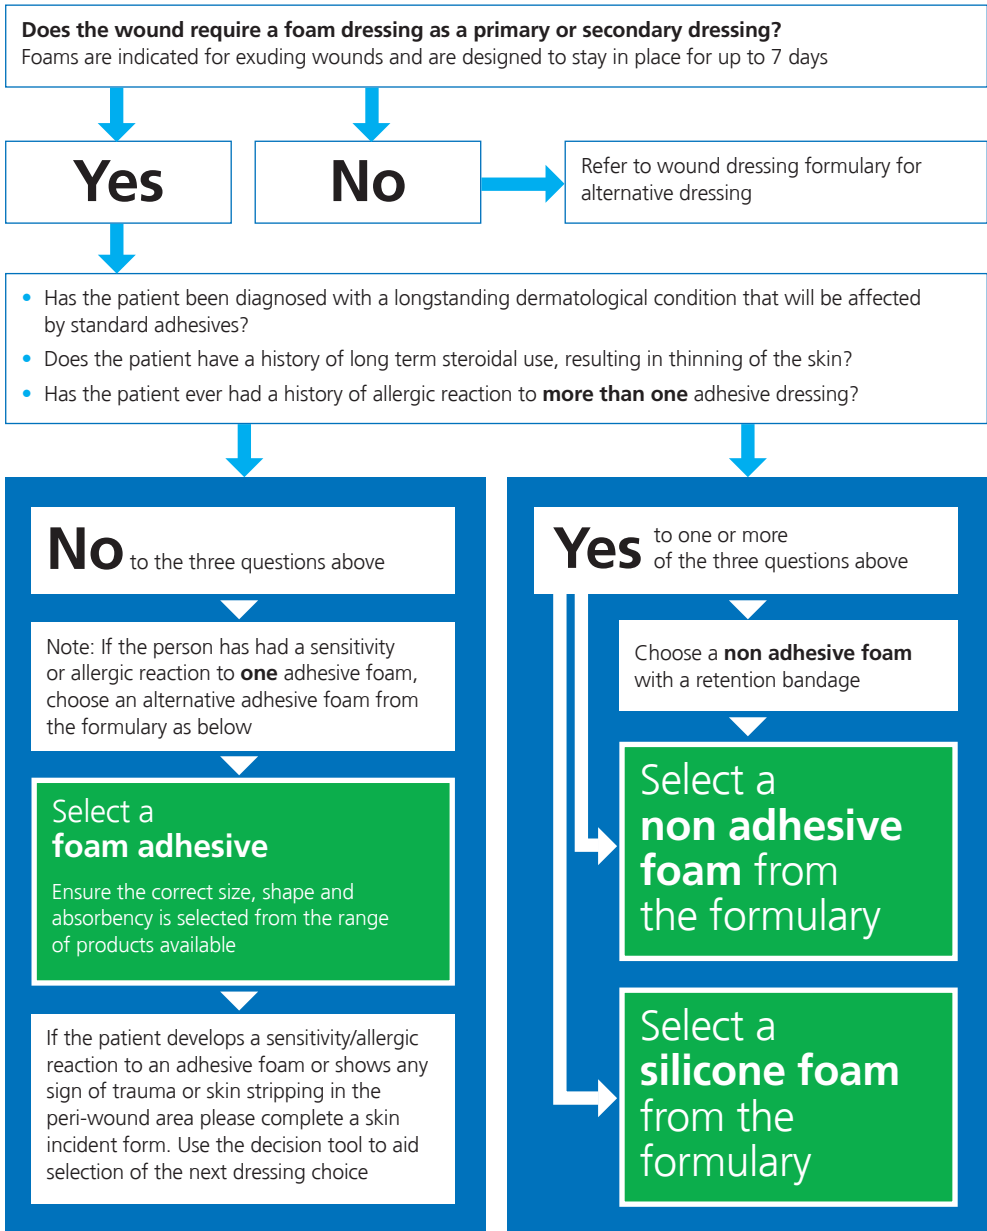 Does the wound require a foam dressing as a primary or secondary dressing?
Foams are indicated for exuding wounds and are designed to stay in place for up to 7 days
Yes
No
Refer to wound dressing formulary for
alternative dressing
• Has the patient been diagnosed with a longstanding dermatological condition that will be affected
by standard adhesives?
• Does the patient have a history of long term steroidal use, resulting in thinning of the skin?
• Has the patient ever had a history of allergic reaction to more than one adhesive dressing?
No to the three questions above
Note: If the person has had a sensitivity
or allergic reaction to one adhesive foam,
choose an alternative adhesive foam from
the formulary as below
Select a
foam adhesive
Ensure the correct size, shape and
absorbency is selected from the range
of products available
If the patient develops a sensitivity/allergic
reaction to an adhesive foam or shows any
sign of trauma or skin stripping in the
peri-wound area please complete a skin
incident form. Use the decision tool to aid
selection of the next dressing choice
Yes to one or more
of the three questions above
Choose a non adhesive foam
with a retention bandage
Select a
non adhesive
foam from
the formulary
Select a
silicone foam
from the
formulary